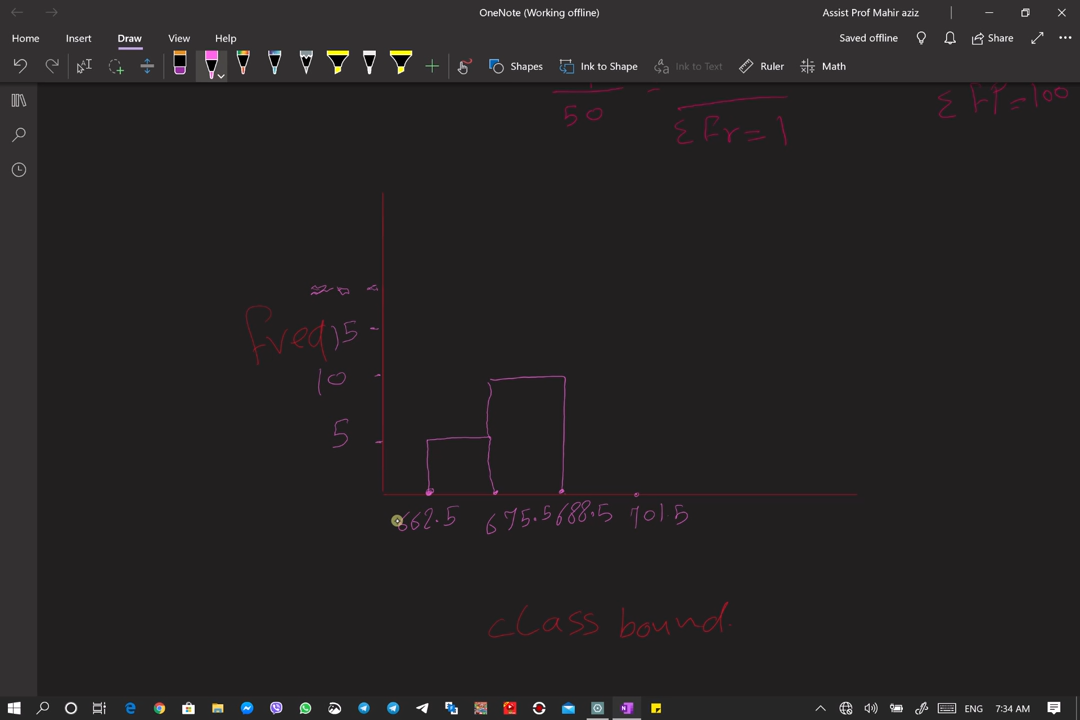 OneNote (Working offline)
Assist Prof Mahir aziz
Home Insert Draw View Help
Saved offline
Share
Shapes
Ink to Shape
Ink to Text
Ruler
Math
50
ΣFr=1
ΣFP=100
Freq
15
10
5
662.5 675.5 688.5 701.5
class bound.
ENG 7:34 AM